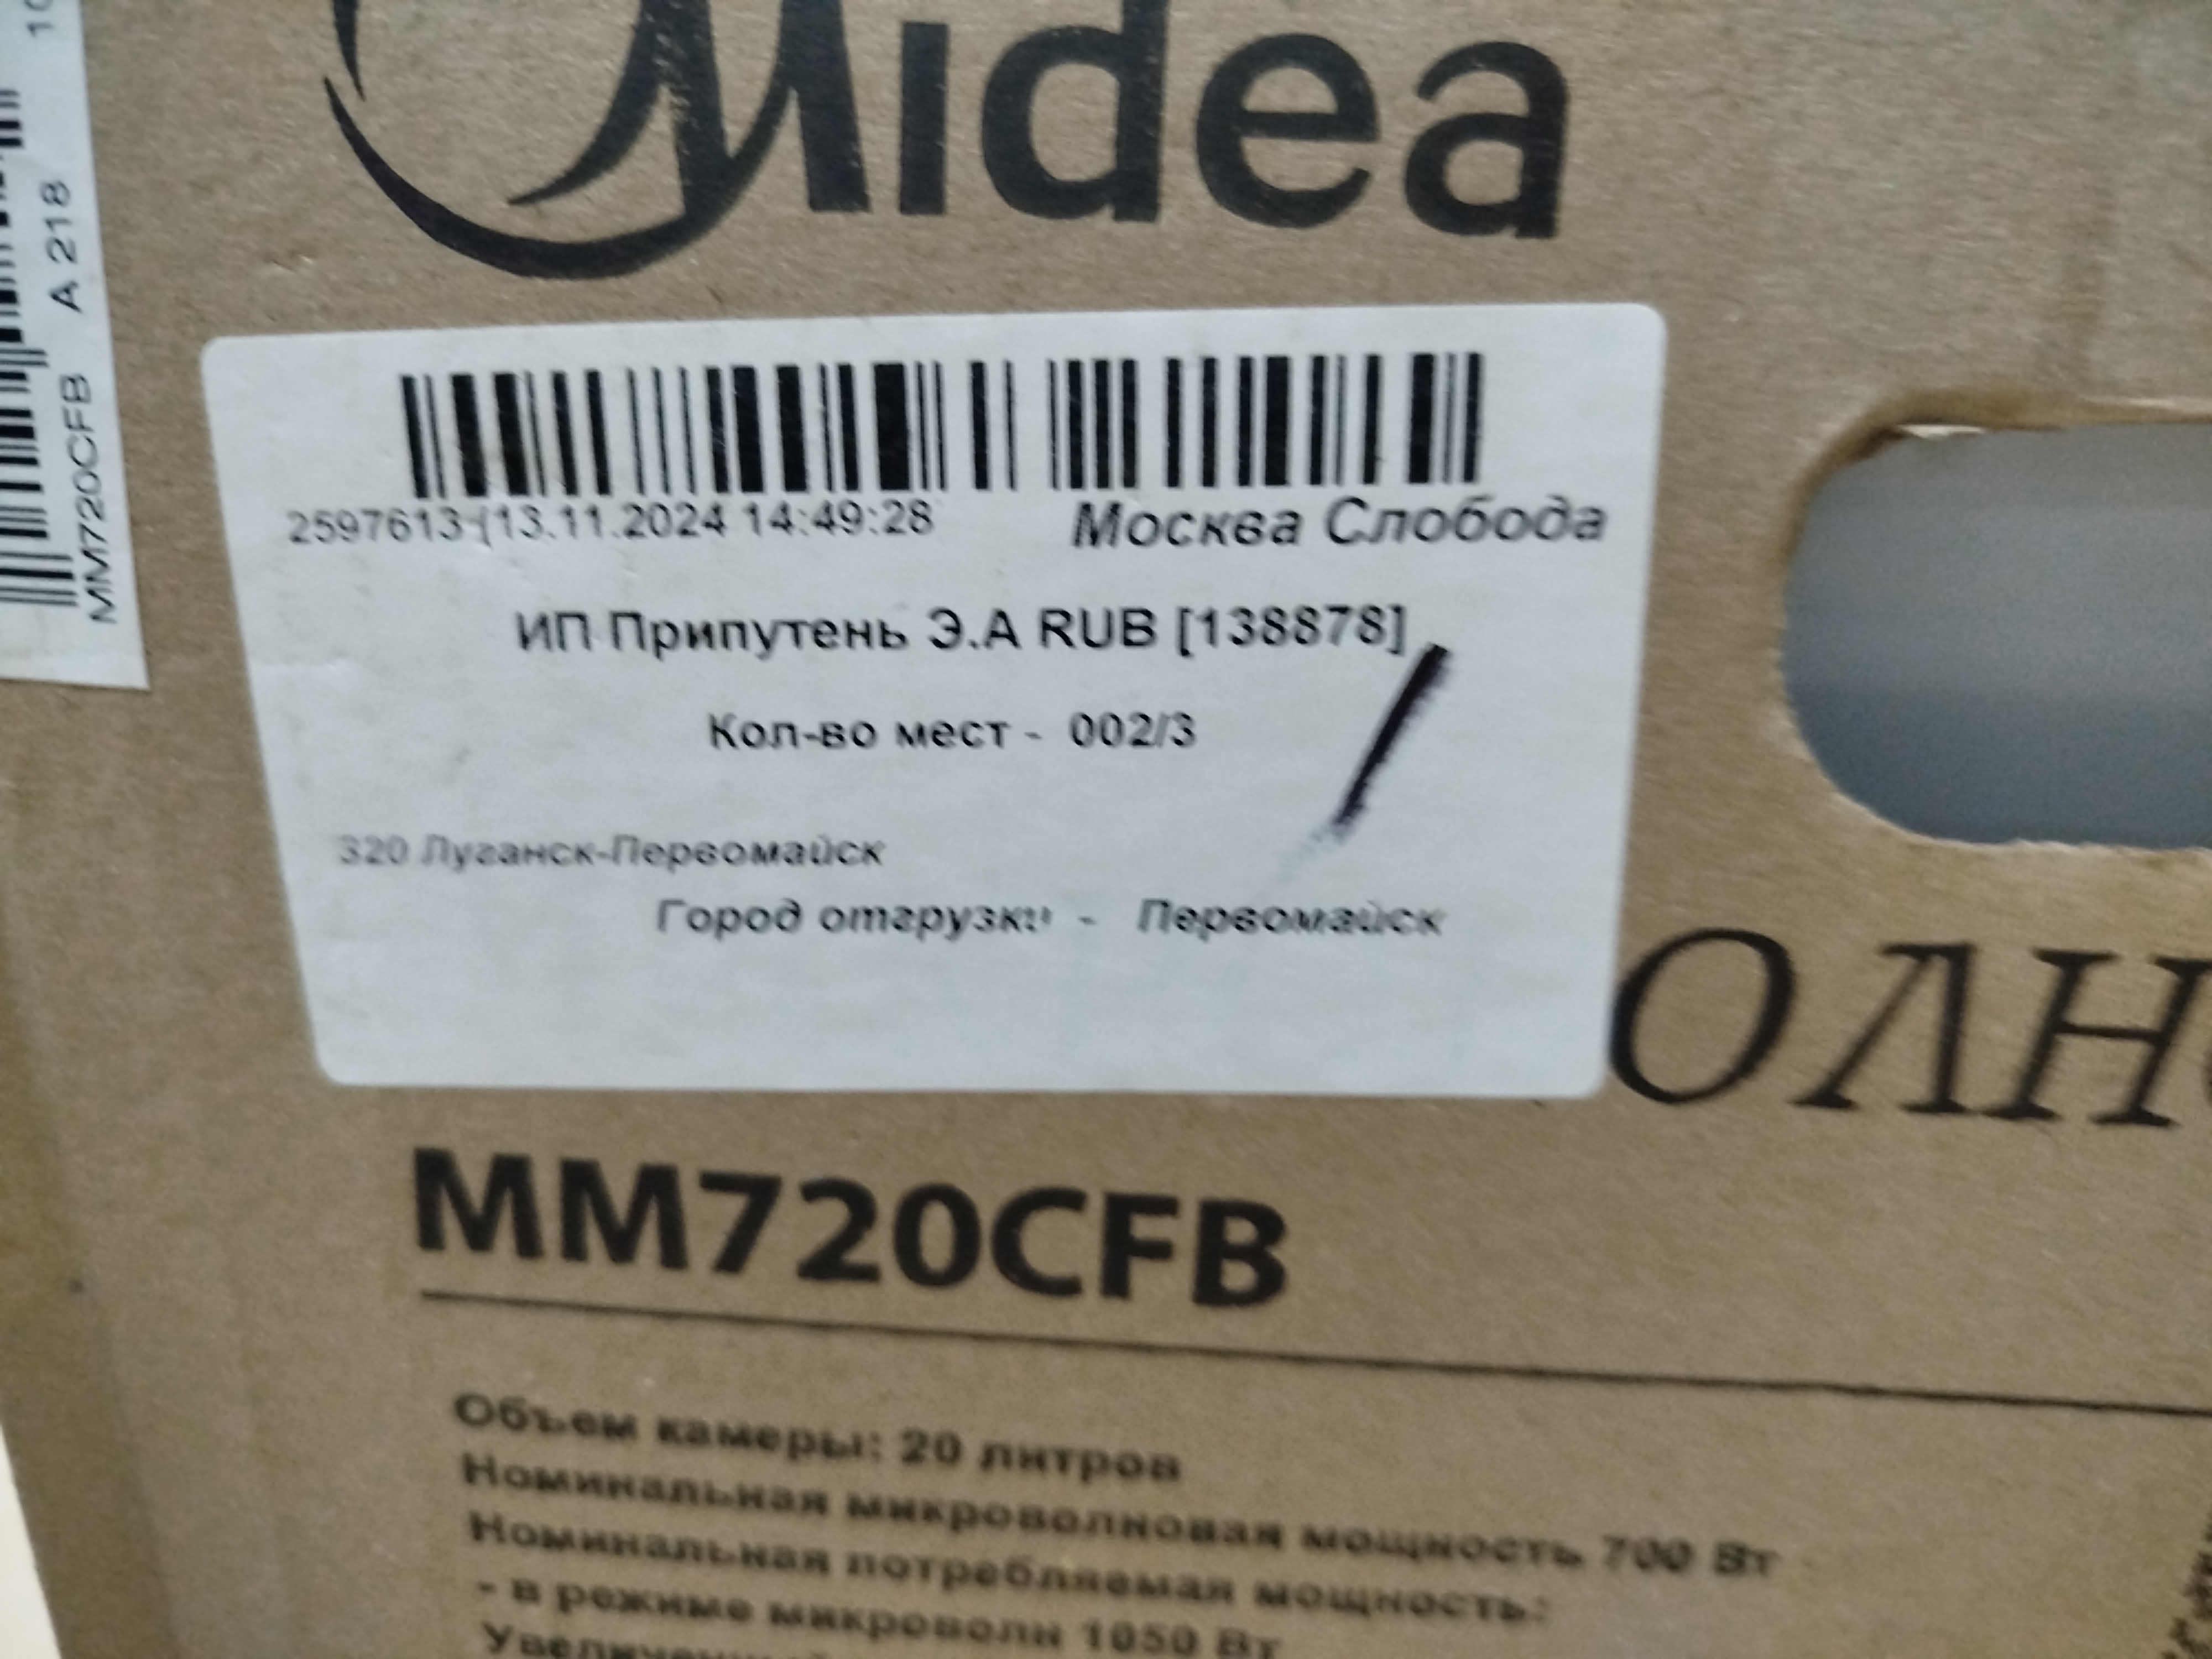 Midea
10
A 218
MM720CFB
2597613 (13.11.2024 14:49:28
Москва Слобода
ИП Припутень Э.А RUB [138878]
Кол-во мест - 002/3
320 Луганск-Первомайск
Город отгрузки - Первомайск
ОЛН
MM720CFB
Объем камеры: 20 литров
Номинальная микроволновая мощность 700 Вт
Номинальная потребляемая мощность:
- в режиме микроволн 1050 Вт